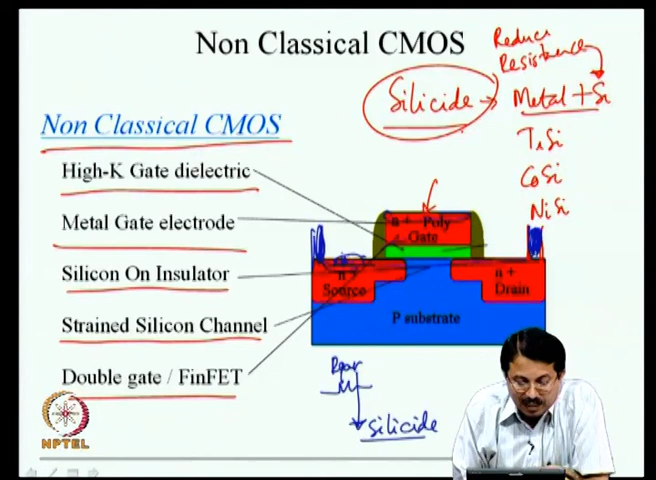 Non Classical CMOS
Reduce
Resistance
Silicide
Metal + Si
Non Classical CMOS
TiSi
High-K Gate dielectric
CoSi
NiSi
Metal Gate electrode
n + Poly
Gate
Silicon On Insulator
n +
Source
n +
Drain
Strained Silicon Channel
P substrate
Double gate / FinFET
Silicide
NPTEL